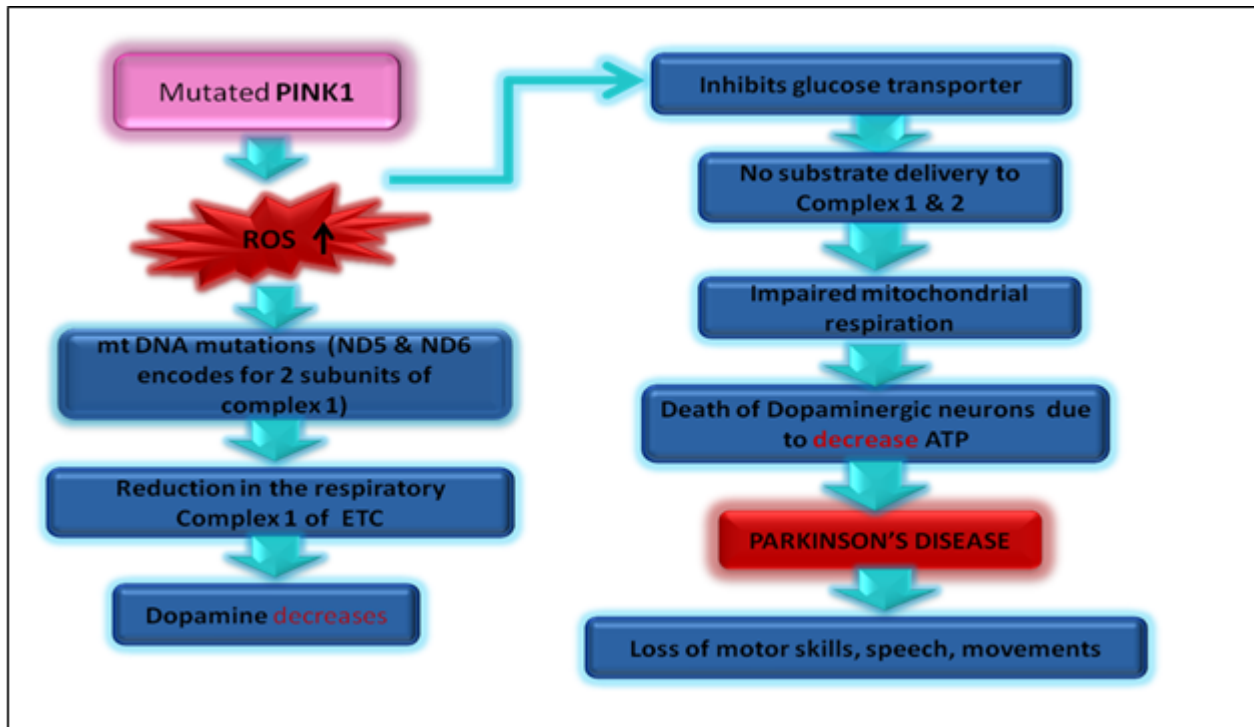 Mutated PINK1
ROS ↑
mt DNA mutations (ND5 & ND6
encodes for 2 subunits of
complex 1)
Reduction in the respiratory
Complex 1 of ETC
Dopamine decreases
Inhibits glucose transporter
No substrate delivery to
Complex 1 & 2
Impaired mitochondrial
respiration
Death of Dopaminergic neurons due
to decrease ATP
PARKINSON'S DISEASE
Loss of motor skills, speech, movements